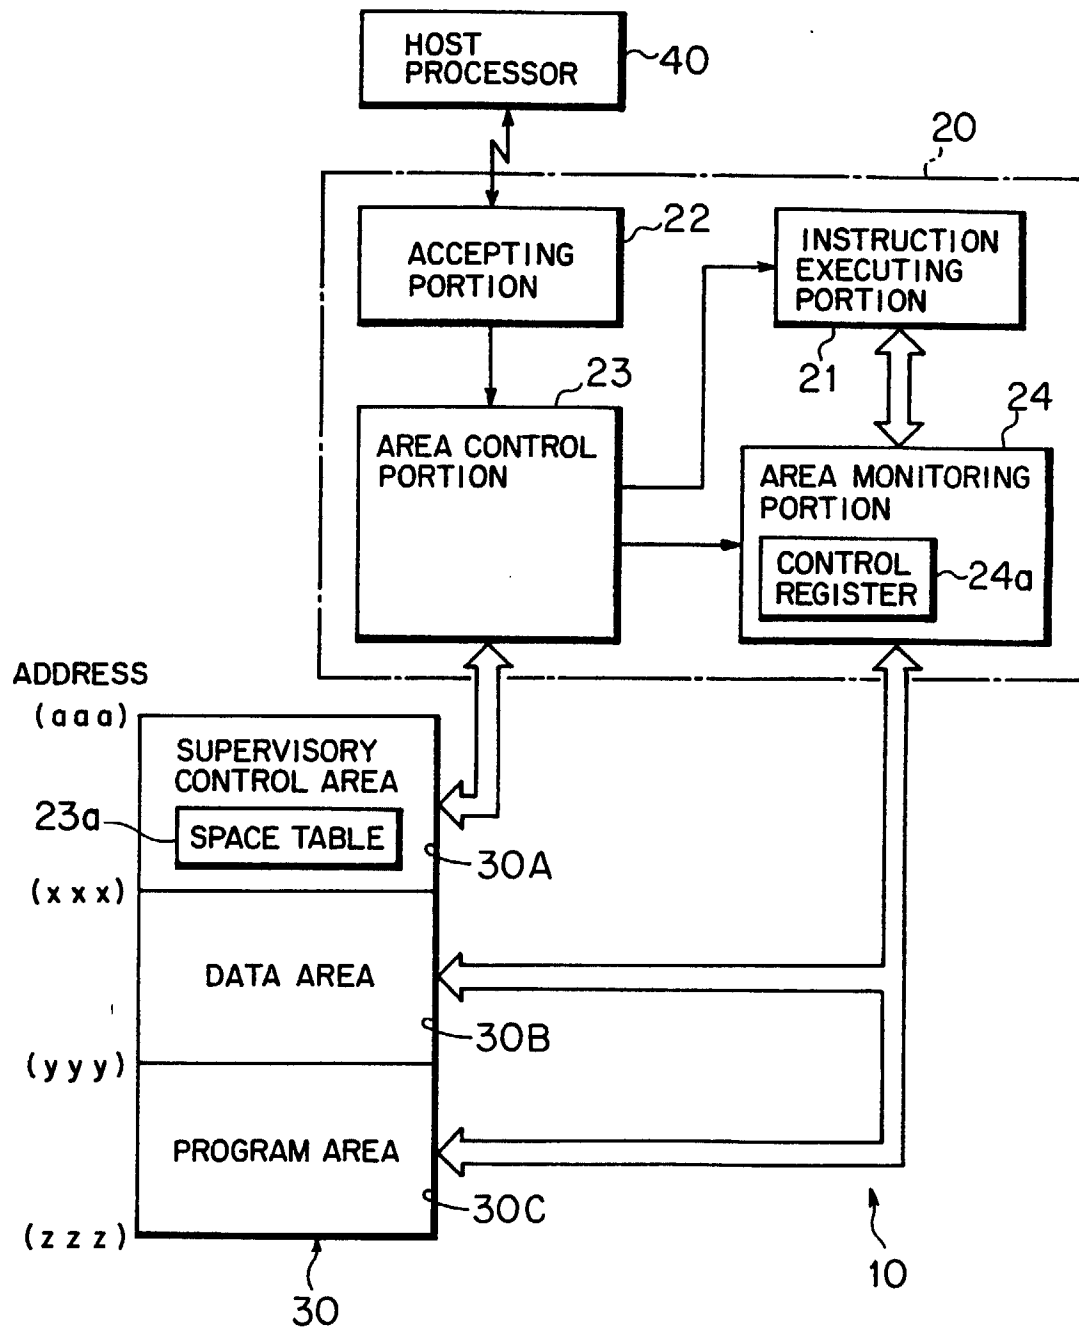 HOST
PROCESSOR
40
20
ACCEPTING
PORTION
22
INSTRUCTION
EXECUTING
PORTION
21
23
AREA CONTROL
PORTION
24
AREA MONITORING
PORTION
CONTROL
REGISTER
24a
ADDRESS
(aaa)
SUPERVISORY
CONTROL AREA
23a
SPACE TABLE
30A
(xxx)
DATA AREA
30B
(yyy)
PROGRAM AREA
30C
(zzz)
30
10